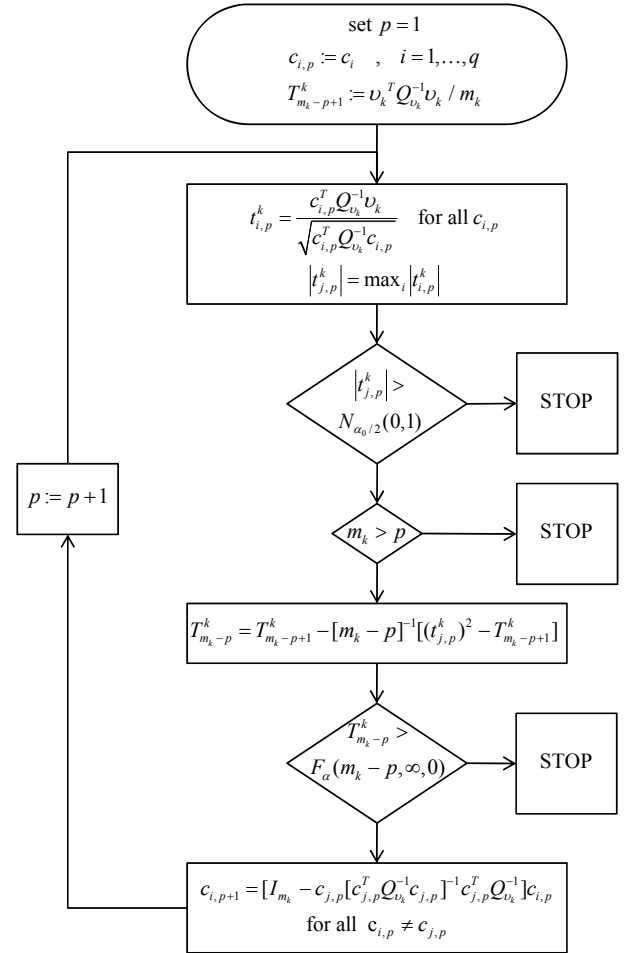 set p = 1
c_{i,p} := c_i , i = 1,…,q
T^k_{m_k−p+1} := υ_k^T Q^{−1}_{υ_k} υ_k / m_k
t^k_{i,p} = c^T_{i,p} Q^{−1}_{υ_k} υ_k / √(c^T_{i,p} Q^{−1}_{υ_k} c_{i,p}) for all c_{i,p}
|t^k_{j,p}| = max_i |t^k_{i,p}|
|t^k_{j,p}| >
N_{α_0/2}(0,1)
STOP
p := p + 1
m_k > p
STOP
T^k_{m_k−p} = T^k_{m_k−p+1} − [m_k − p]^{−1}[(t^k_{j,p})^2 − T^k_{m_k−p+1}]
T^k_{m_k−p} >
F_α(m_k − p,∞,0)
STOP
c_{i,p+1} = [I_{m_k} − c_{j,p}[c^T_{j,p} Q^{−1}_{υ_k} c_{j,p}]^{−1} c^T_{j,p} Q^{−1}_{υ_k}]c_{i,p}
for all c_{i,p} ≠ c_{j,p}